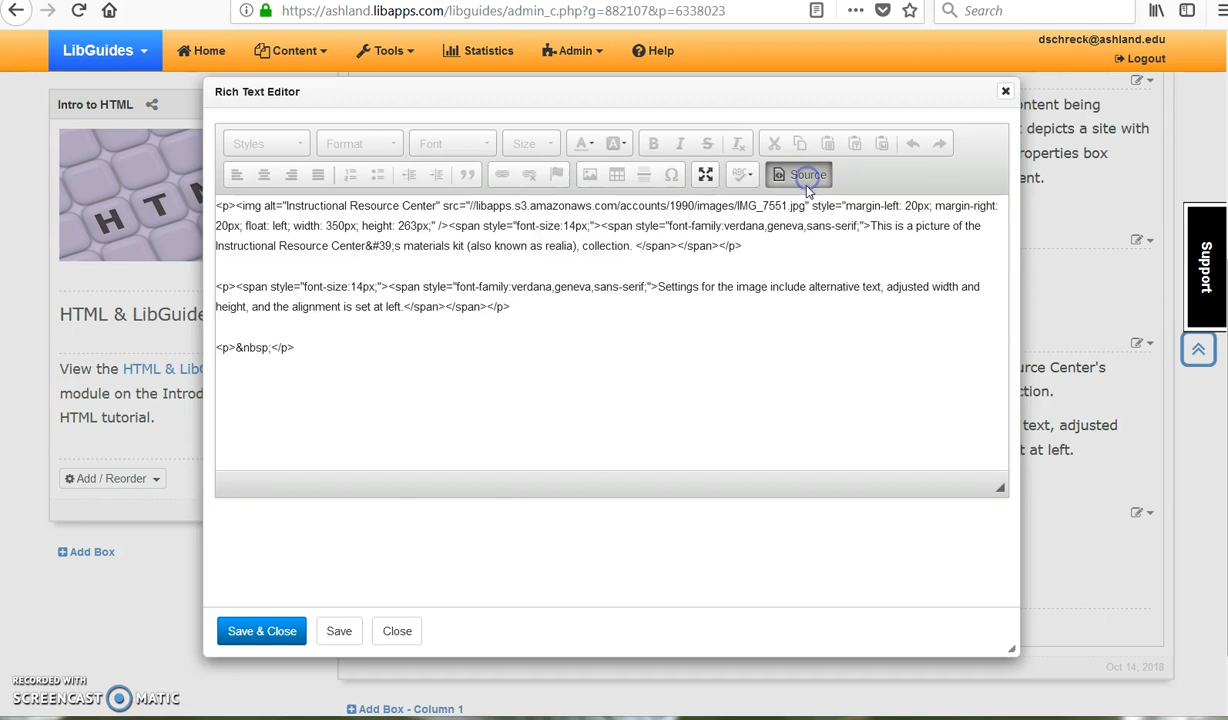 https://ashland.libapps.com/libguides/admin_c.php?g=882107&p=6338023
Search
LibGuides
Home
Content
Tools
Statistics
Admin
Help
dschreck@ashland.edu
Logout
Rich Text Editor
Intro to HTML
ntent being
t depicts a site with
roperties box
ent.
Styles
Format
Font
Size
Source
<p><img alt="Instructional Resource Center" src="//libapps.s3.amazonaws.com/accounts/1990/images/IMG_7551.jpg" style="margin-left: 20px; margin-right:
20px; float: left; width: 350px; height: 263px;" /><span style="font-size:14px;"><span style="font-family:verdana,geneva,sans-serif;">This is a picture of the
Instructional Resource Center&#39;s materials kit (also known as realia), collection. </span></span></p>
<p><span style="font-size:14px;"><span style="font-family:verdana,geneva,sans-serif;">Settings for the image include alternative text, adjusted width and
height, and the alignment is set at left.</span></span></p>
<p>&nbsp;</p>
H T
Support
HTML & LibGuide
View the HTML & LibG
module on the Introd
HTML tutorial.
urce Center's
ction.
text, adjusted
t at left.
Add / Reorder
Add Box
Save & Close
Save
Close
Oct 14, 2018
RECORDED WITH
SCREENCAST MATIC
Add Box - Column 1